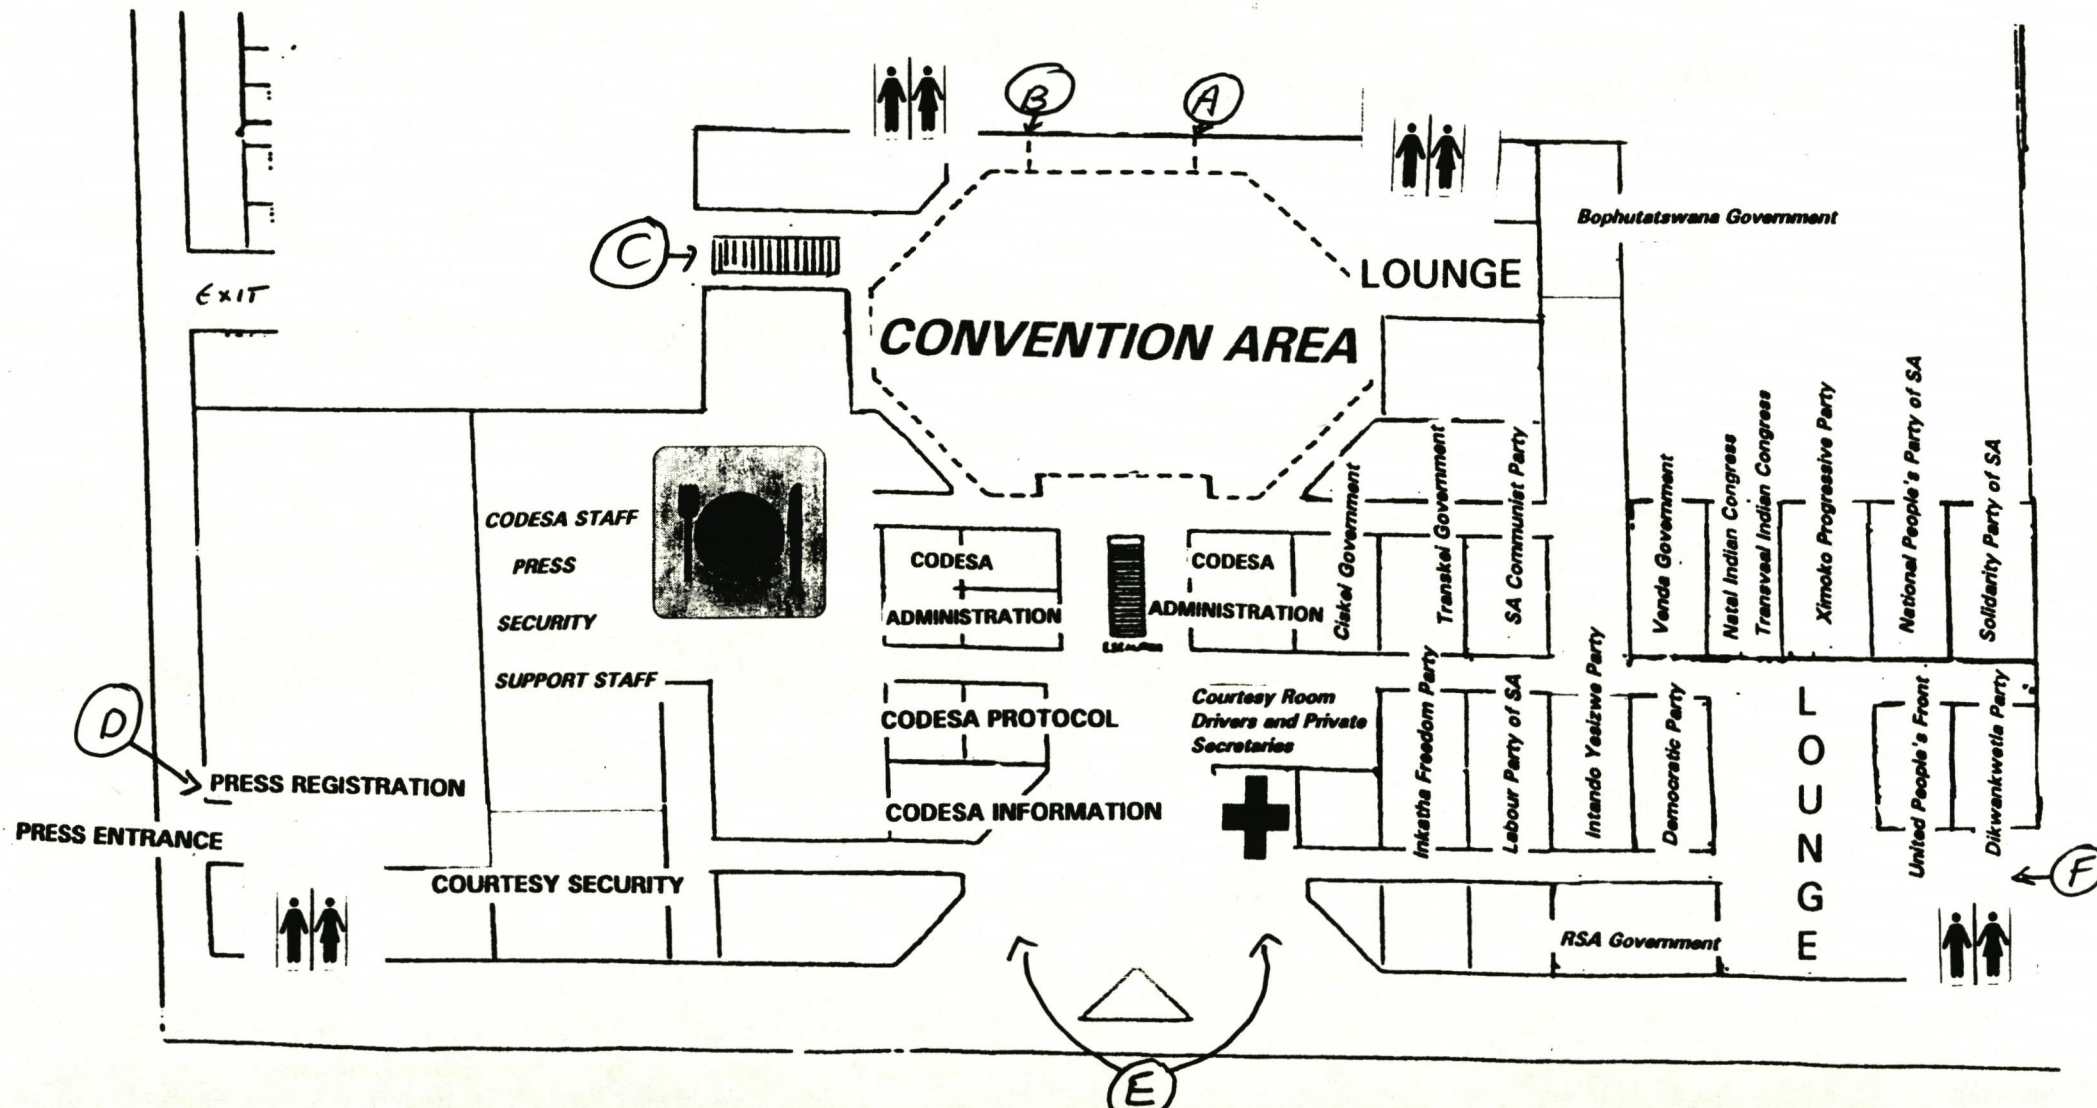 B
A
Bophutatswana Government
C
LOUNGE
EXIT
CONVENTION AREA
CODESA STAFF
PRESS
SECURITY
SUPPORT STAFF
CODESA
ADMINISTRATION
CODESA
ADMINISTRATION
Ciskei Government
Transkei Government
SA Communist Party
Venda Government
Natal Indian Congress
Transvaal Indian Congress
Ximoko Progressive Party
National People's Party of SA
Solidarity Party of SA
D
PRESS REGISTRATION
PRESS ENTRANCE
COURTESY SECURITY
CODESA PROTOCOL
CODESA INFORMATION
Courtesy Room
Drivers and Private
Secretaries
Inkatha Freedom Party
Labour Party of SA
Intando Yesizwe Party
Democratic Party
LOUNGE
United People's Front
Dikwankwetla Party
F
RSA Government
E